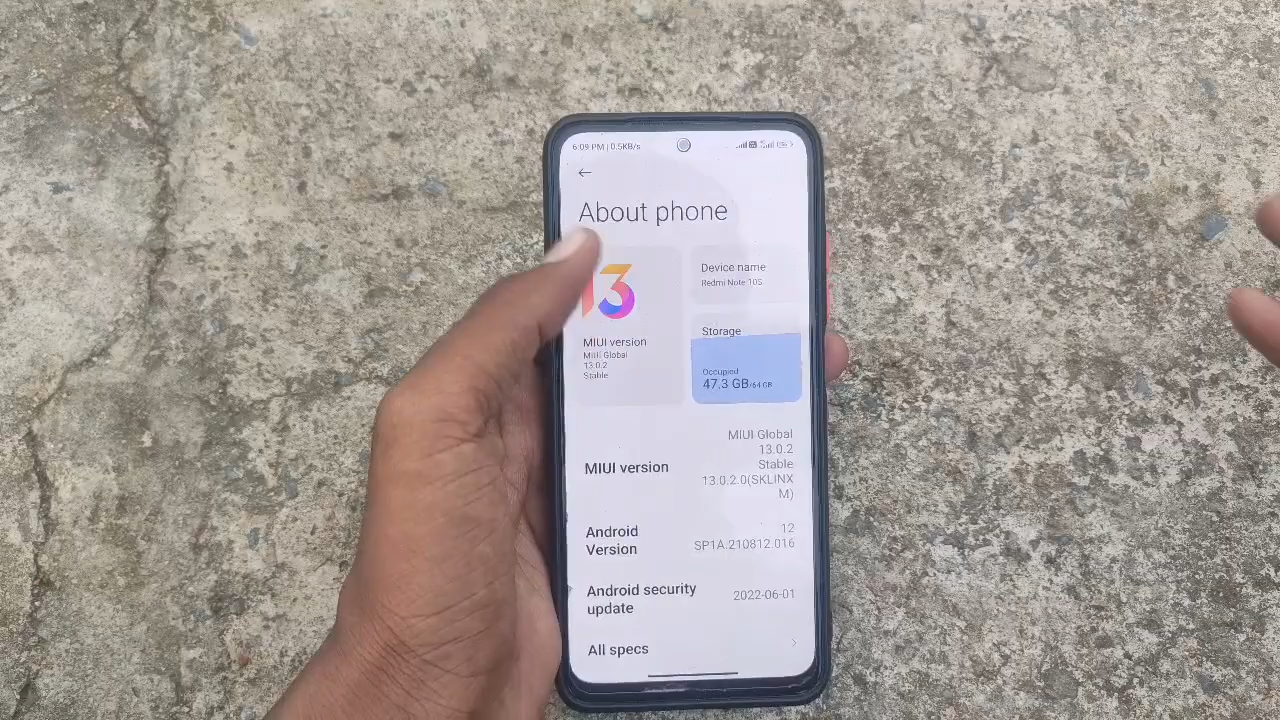 6:09 PM | 0.5KB/s
About phone
13
MIUI version
MIUI Global
13.0.2
Stable
Device name
Redmi Note 10S
Storage
Occupied
47.3 GB/64 GB
MIUI version
MIUI Global
13.0.2
Stable
13.0.2.0(SKLINX
M)
Android
Version
12
SP1A.210812.016
Android security
update
2022-06-01
All specs